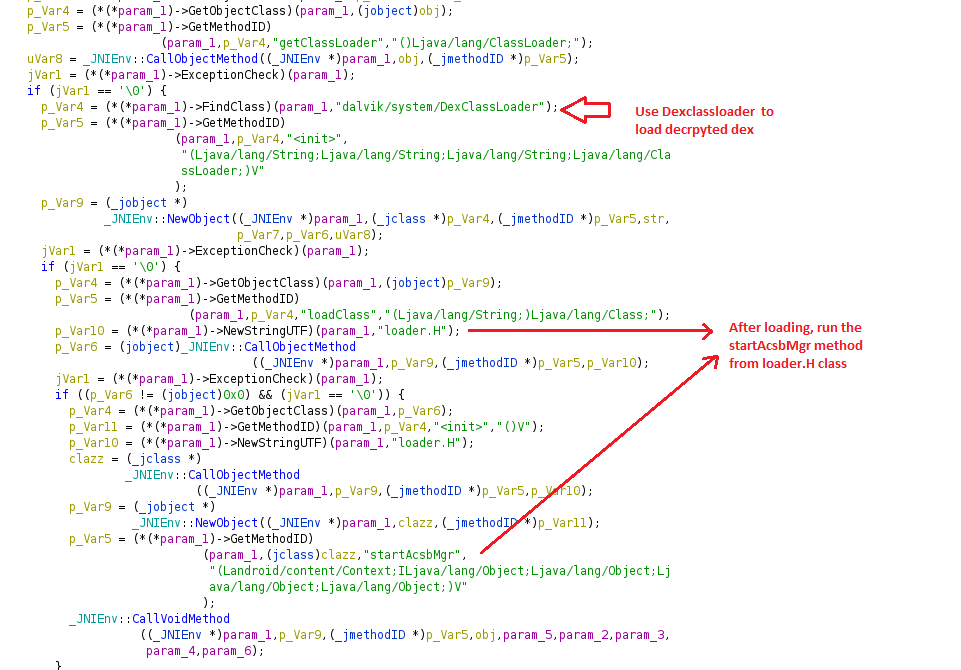 p_Var4 = (*(*param_1)->GetObjectClass)(param_1,(jobject)obj);
p_Var5 = (*(*param_1)->GetMethodID)
(param_1,p_Var4,"getClassLoader","()Ljava/lang/ClassLoader;");
uVar8 = _JNIEnv::CallObjectMethod((_JNIEnv *)param_1,obj,(_jmethodID *)p_Var5);
jVar1 = (*(*param_1)->ExceptionCheck)(param_1);
if (jVar1 == '\0') {
p_Var4 = (*(*param_1)->FindClass)(param_1,"dalvik/system/DexClassLoader");
Use Dexclassloader to
load decrpyted dex
p_Var5 = (*(*param_1)->GetMethodID)
(param_1,p_Var4,"<init>",
"(Ljava/lang/String;Ljava/lang/String;Ljava/lang/String;Ljava/lang/Cla
ssLoader;)V"
);
p_Var9 = (_jobject *)
_JNIEnv::NewObject((_JNIEnv *)param_1,(_jclass *)p_Var4,(_jmethodID *)p_Var5,str,
p_Var7,p_Var6,uVar8);
jVar1 = (*(*param_1)->ExceptionCheck)(param_1);
if (jVar1 == '\0') {
p_Var4 = (*(*param_1)->GetObjectClass)(param_1,(jobject)p_Var9);
p_Var5 = (*(*param_1)->GetMethodID)
(param_1,p_Var4,"loadClass","(Ljava/lang/String;)Ljava/lang/Class;");
p_Var10 = (*(*param_1)->NewStringUTF)(param_1,"loader.H");
After loading, run the
startAcsbMgr method
from loader.H class
p_Var6 = (jobject)_JNIEnv::CallObjectMethod
((_JNIEnv *)param_1,p_Var9,(_jmethodID *)p_Var5,p_Var10);
jVar1 = (*(*param_1)->ExceptionCheck)(param_1);
if ((p_Var6 != (jobject)0x0) && (jVar1 == '\0')) {
p_Var4 = (*(*param_1)->GetObjectClass)(param_1,p_Var6);
p_Var11 = (*(*param_1)->GetMethodID)(param_1,p_Var4,"<init>","()V");
p_Var10 = (*(*param_1)->NewStringUTF)(param_1,"loader.H");
clazz = (_jclass *)
_JNIEnv::CallObjectMethod
((_JNIEnv *)param_1,p_Var9,(_jmethodID *)p_Var5,p_Var10);
p_Var9 = (_jobject *)
_JNIEnv::NewObject((_JNIEnv *)param_1,clazz,(_jmethodID *)p_Var11);
p_Var5 = (*(*param_1)->GetMethodID)
(param_1,(jclass)clazz,"startAcsbMgr",
"(Landroid/content/Context;ILjava/lang/Object;Ljava/lang/Object;Lj
ava/lang/Object;Ljava/lang/Object;)V"
);
_JNIEnv::CallVoidMethod
((_JNIEnv *)param_1,p_Var9,(_jmethodID *)p_Var5,obj,param_5,param_2,param_3,
param_4,param_6);
}